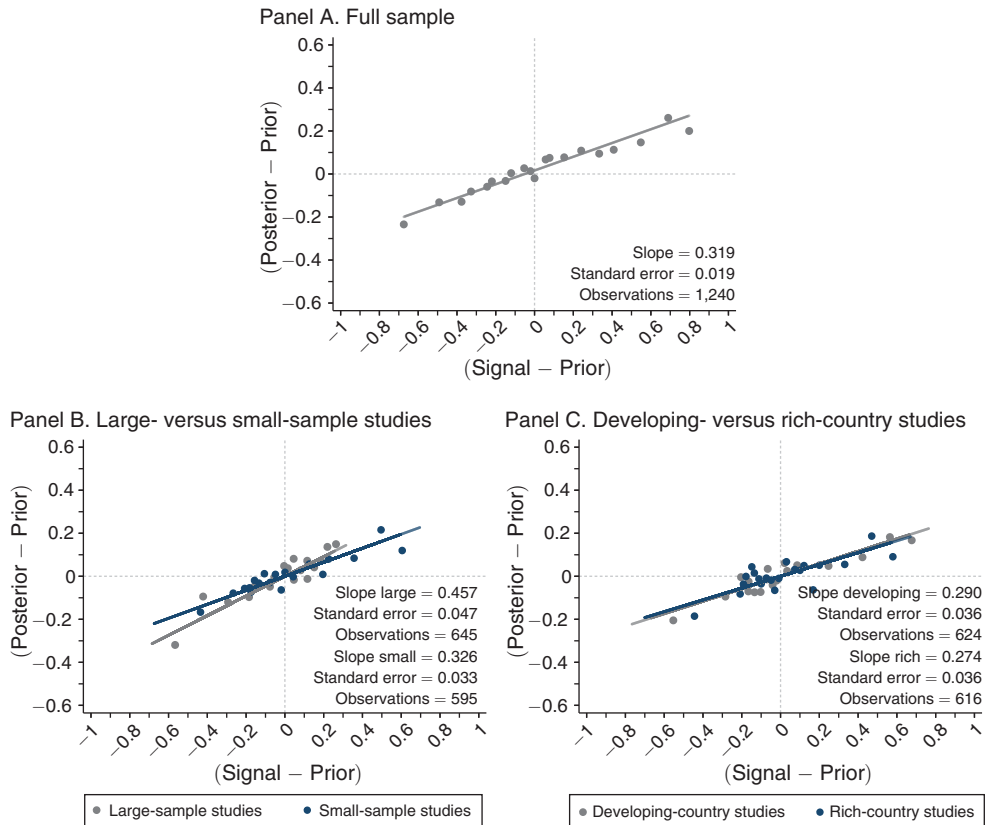 Panel A. Full sample
(Posterior − Prior)
0.6
0.4
0.2
0
−0.2
−0.4
−0.6
Slope = 0.319
Standard error = 0.019
Observations = 1,240
−1
−0.8
−0.6
−0.4
−0.2
0
0.2
0.4
0.6
0.8
1
(Signal − Prior)
Panel B. Large- versus small-sample studies
(Posterior − Prior)
0.6
0.4
0.2
0
−0.2
−0.4
−0.6
Slope large = 0.457
Standard error = 0.047
Observations = 645
Slope small = 0.326
Standard error = 0.033
Observations = 595
−1
−0.8
−0.6
−0.4
−0.2
0
0.2
0.4
0.6
0.8
1
(Signal − Prior)
Large-sample studies
Small-sample studies
Panel C. Developing- versus rich-country studies
(Posterior − Prior)
0.6
0.4
0.2
0
−0.2
−0.4
−0.6
Slope developing = 0.290
Standard error = 0.036
Observations = 624
Slope rich = 0.274
Standard error = 0.036
Observations = 616
−1
−0.8
−0.6
−0.4
−0.2
0
0.2
0.4
0.6
0.8
1
(Signal − Prior)
Developing-country studies
Rich-country studies